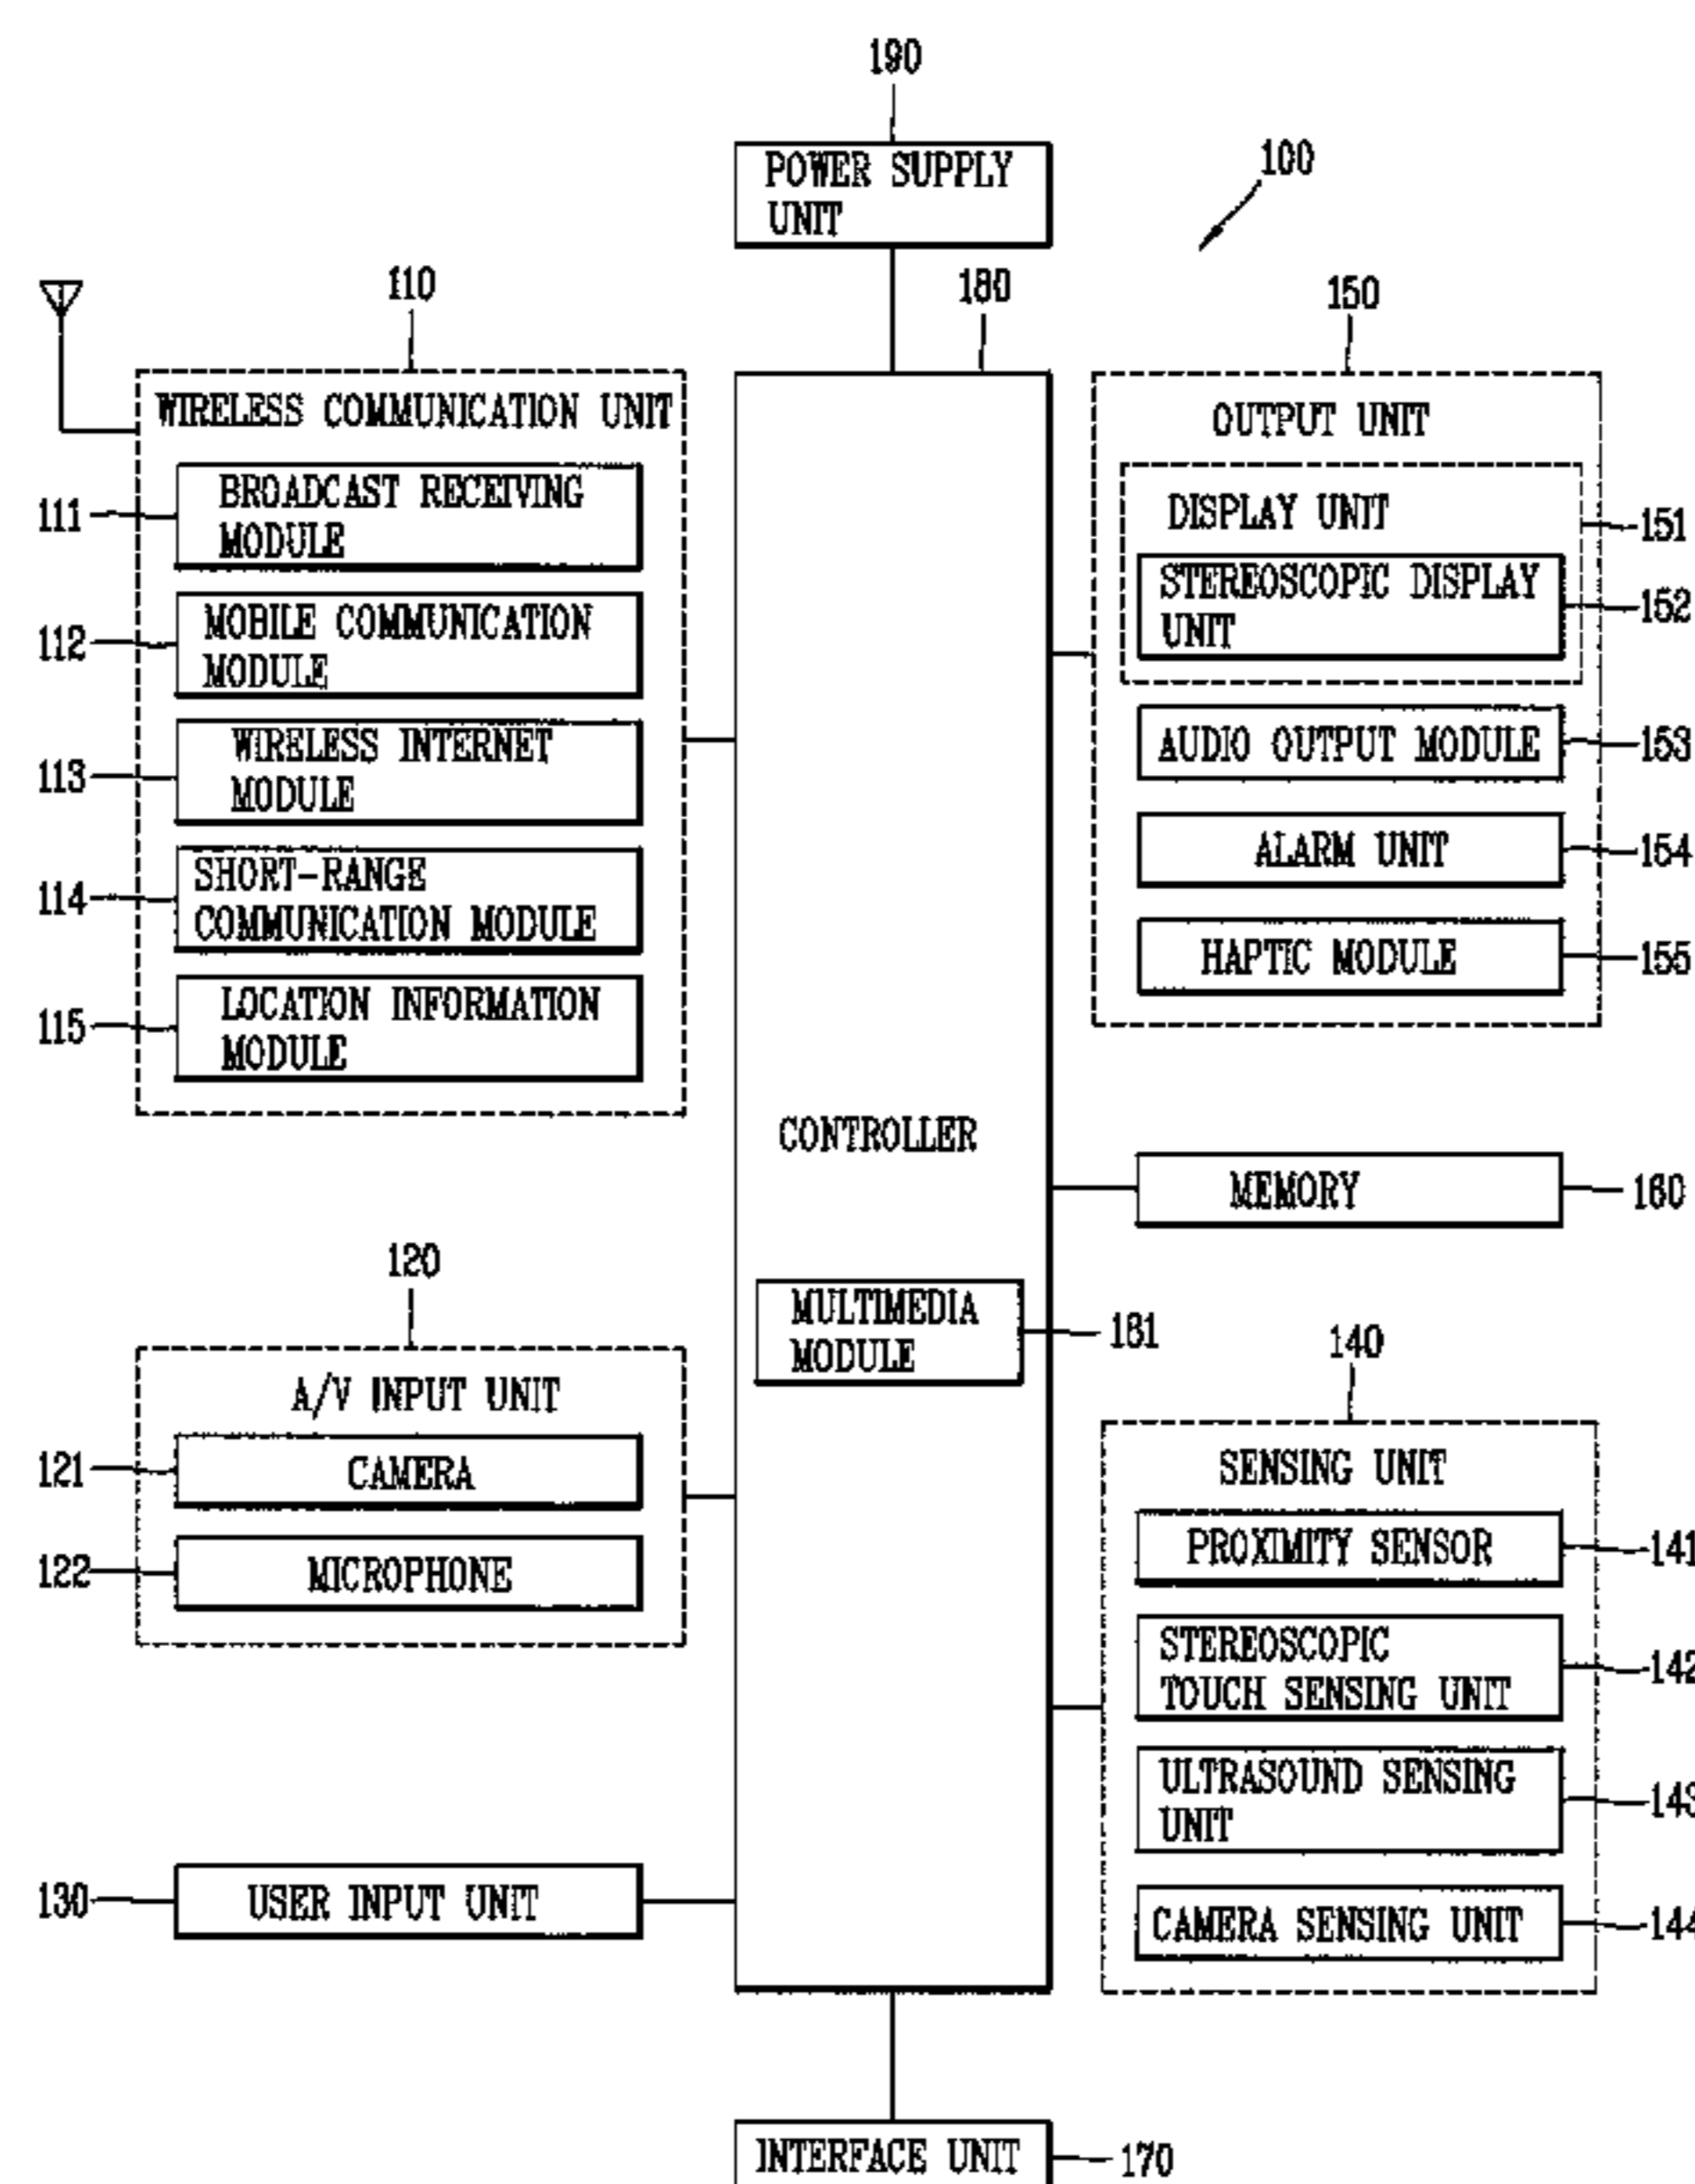 190
POWER SUPPLY
UNIT
100
110
180
150
WIRELESS COMMUNICATION UNIT
111
BROADCAST RECEIVING
MODULE
112
MOBILE COMMUNICATION
MODULE
113
WIRELESS INTERNET
MODULE
114
SHORT-RANGE
COMMUNICATION MODULE
115
LOCATION INFORMATION
MODULE
OUTPUT UNIT
DISPLAY UNIT
151
STEREOSCOPIC DISPLAY
UNIT
152
AUDIO OUTPUT MODULE
153
ALARM UNIT
154
HAPTIC MODULE
155
CONTROLLER
MEMORY
160
MULTIMEDIA
MODULE
181
120
A/V INPUT UNIT
121
CAMERA
122
MICROPHONE
140
SENSING UNIT
PROXIMITY SENSOR
141
STEREOSCOPIC
TOUCH SENSING UNIT
142
ULTRASOUND SENSING
UNIT
143
CAMERA SENSING UNIT
144
130
USER INPUT UNIT
INTERFACE UNIT
170